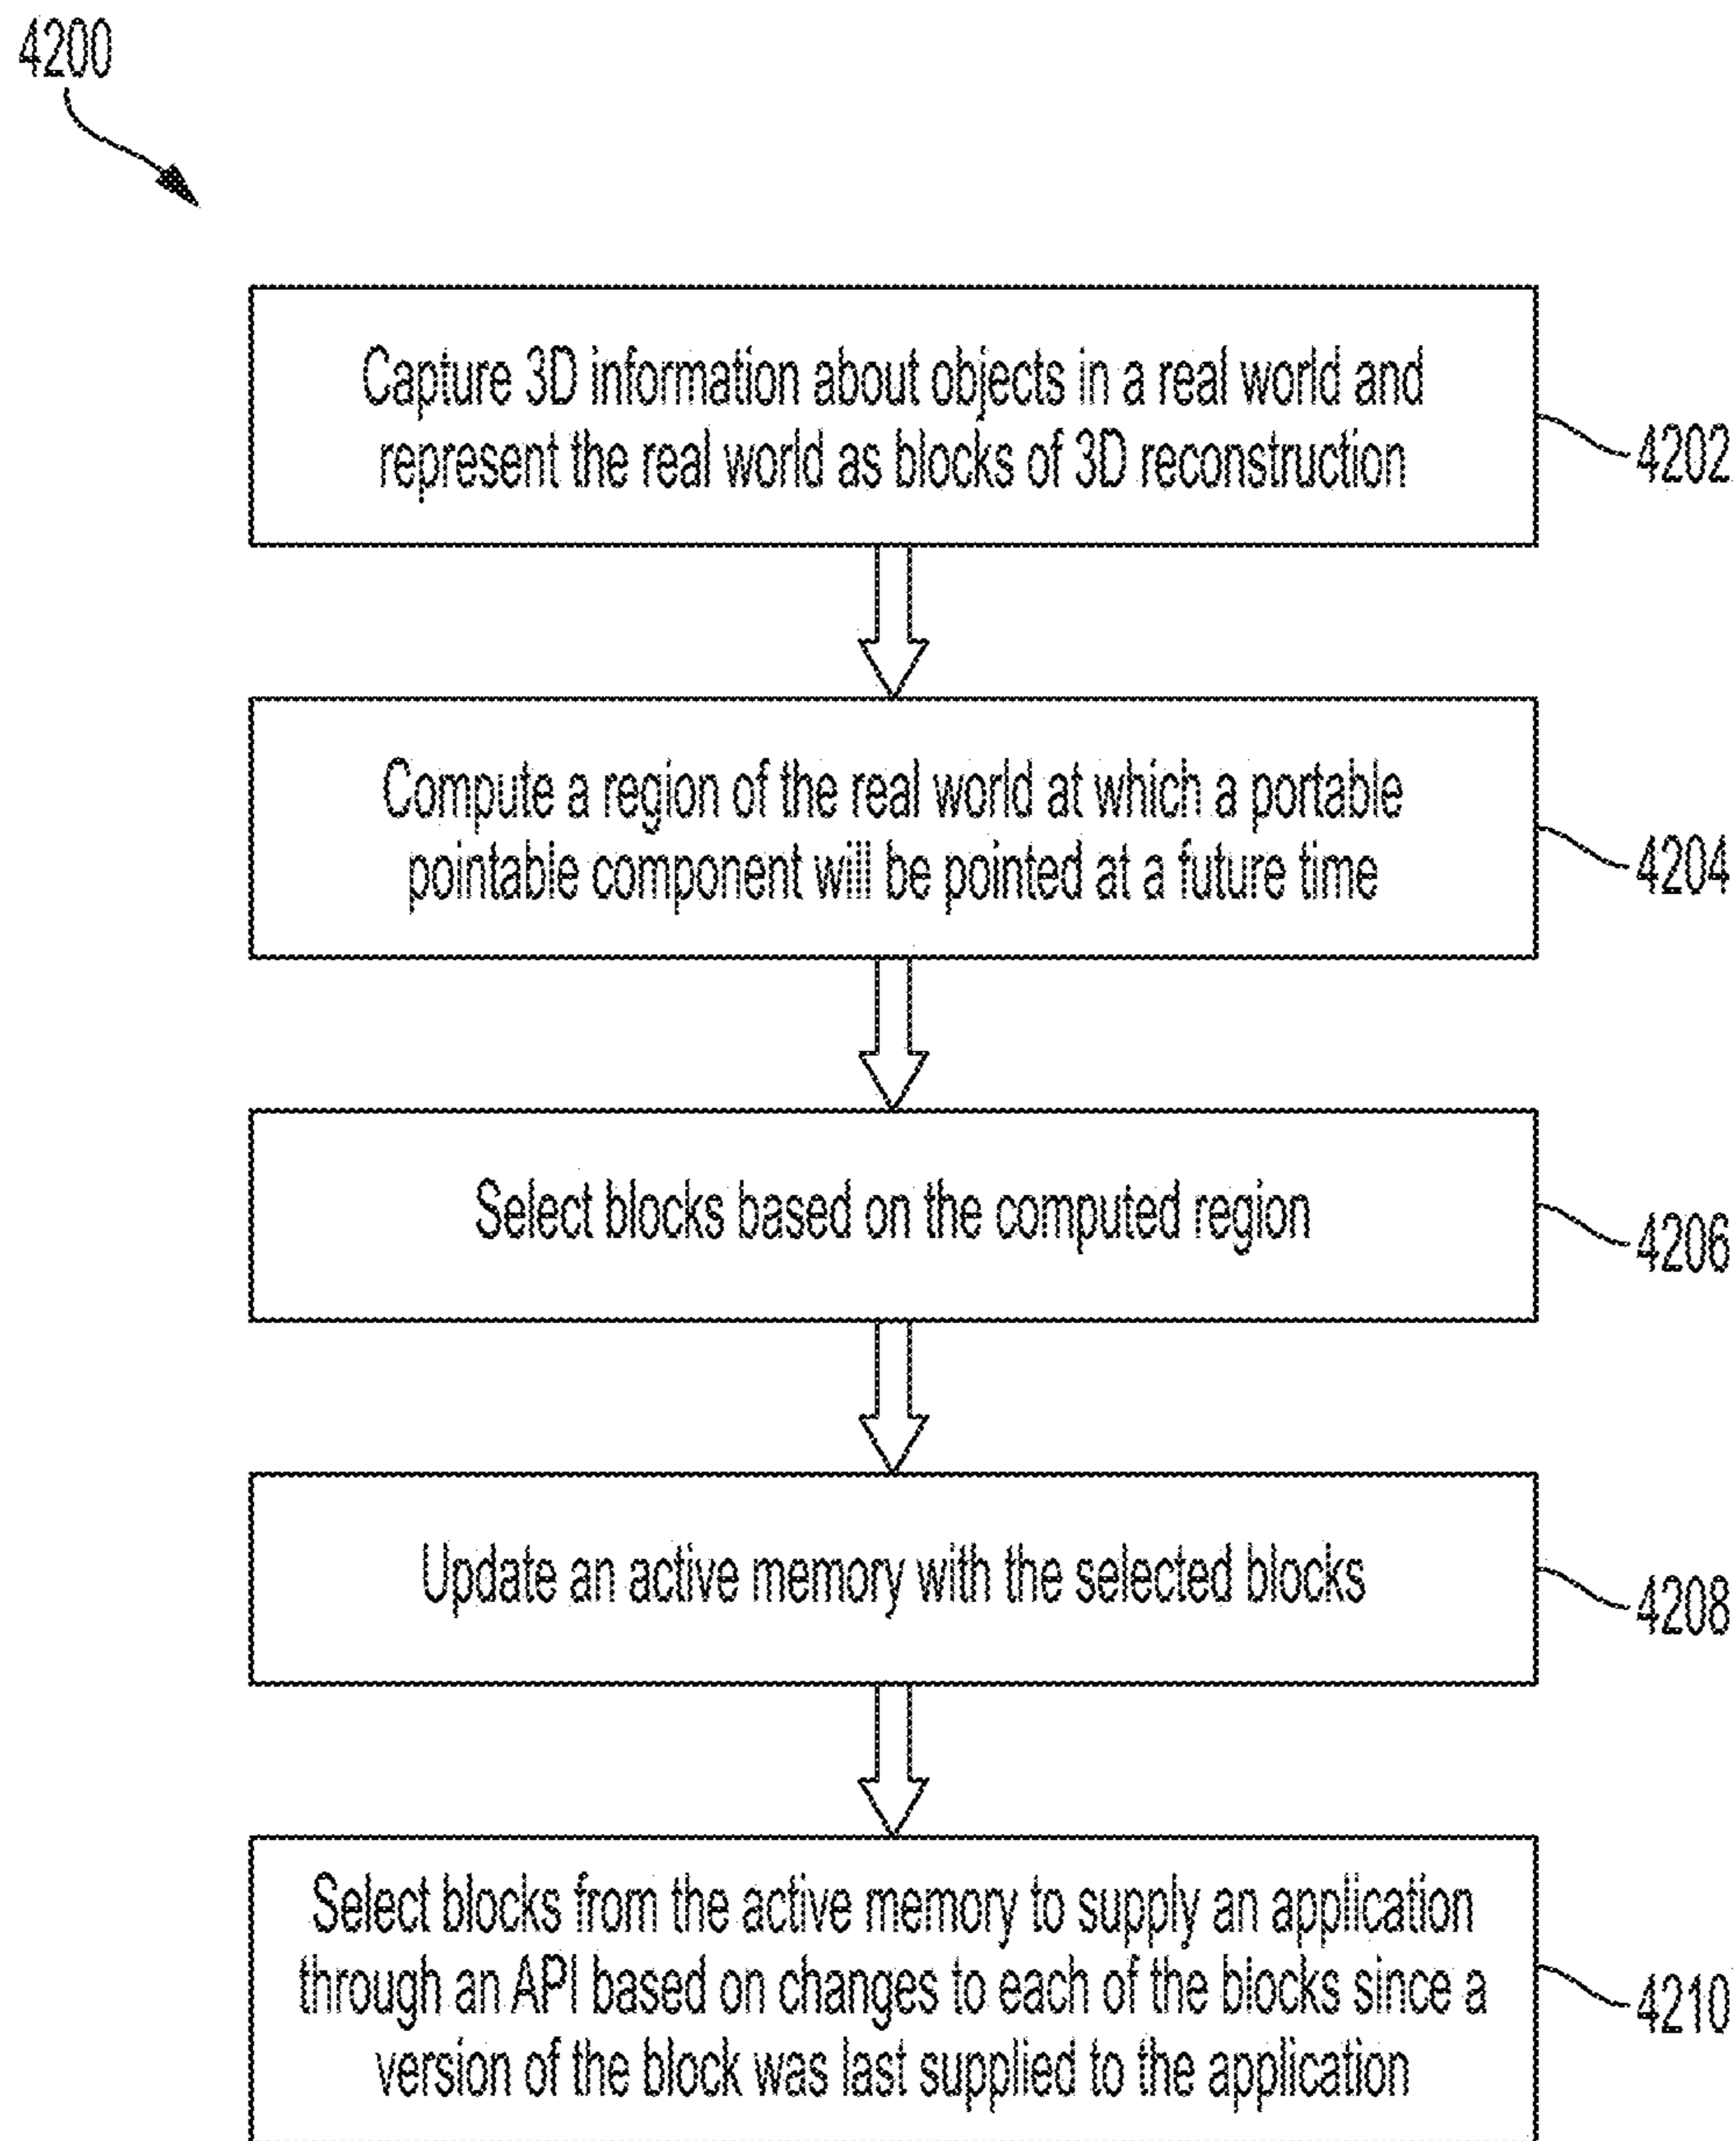 4200
Capture 3D information about objects in a real world and
represent the real world as blocks of 3D reconstruction
4202
Compute a region of the real world at which a portable
pointable component will be pointed at a future time
4204
Select blocks based on the computed region
4206
Update an active memory with the selected blocks
4208
Select blocks from the active memory to supply an application
through an API based on changes to each of the blocks since a
version of the block was last supplied to the application
4210